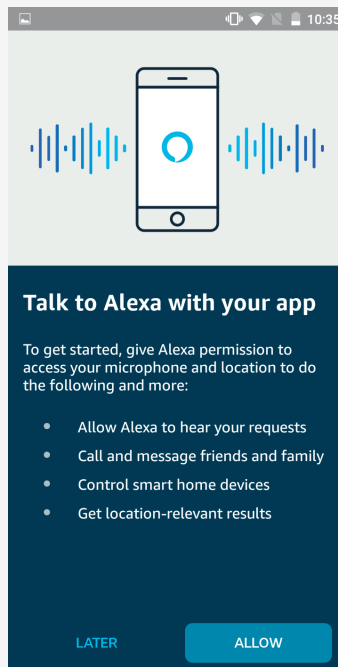 10:35
Talk to Alexa with your app
To get started, give Alexa permission to
access your microphone and location to do
the following and more:
• Allow Alexa to hear your requests
• Call and message friends and family
• Control smart home devices
• Get location-relevant results
LATER
ALLOW